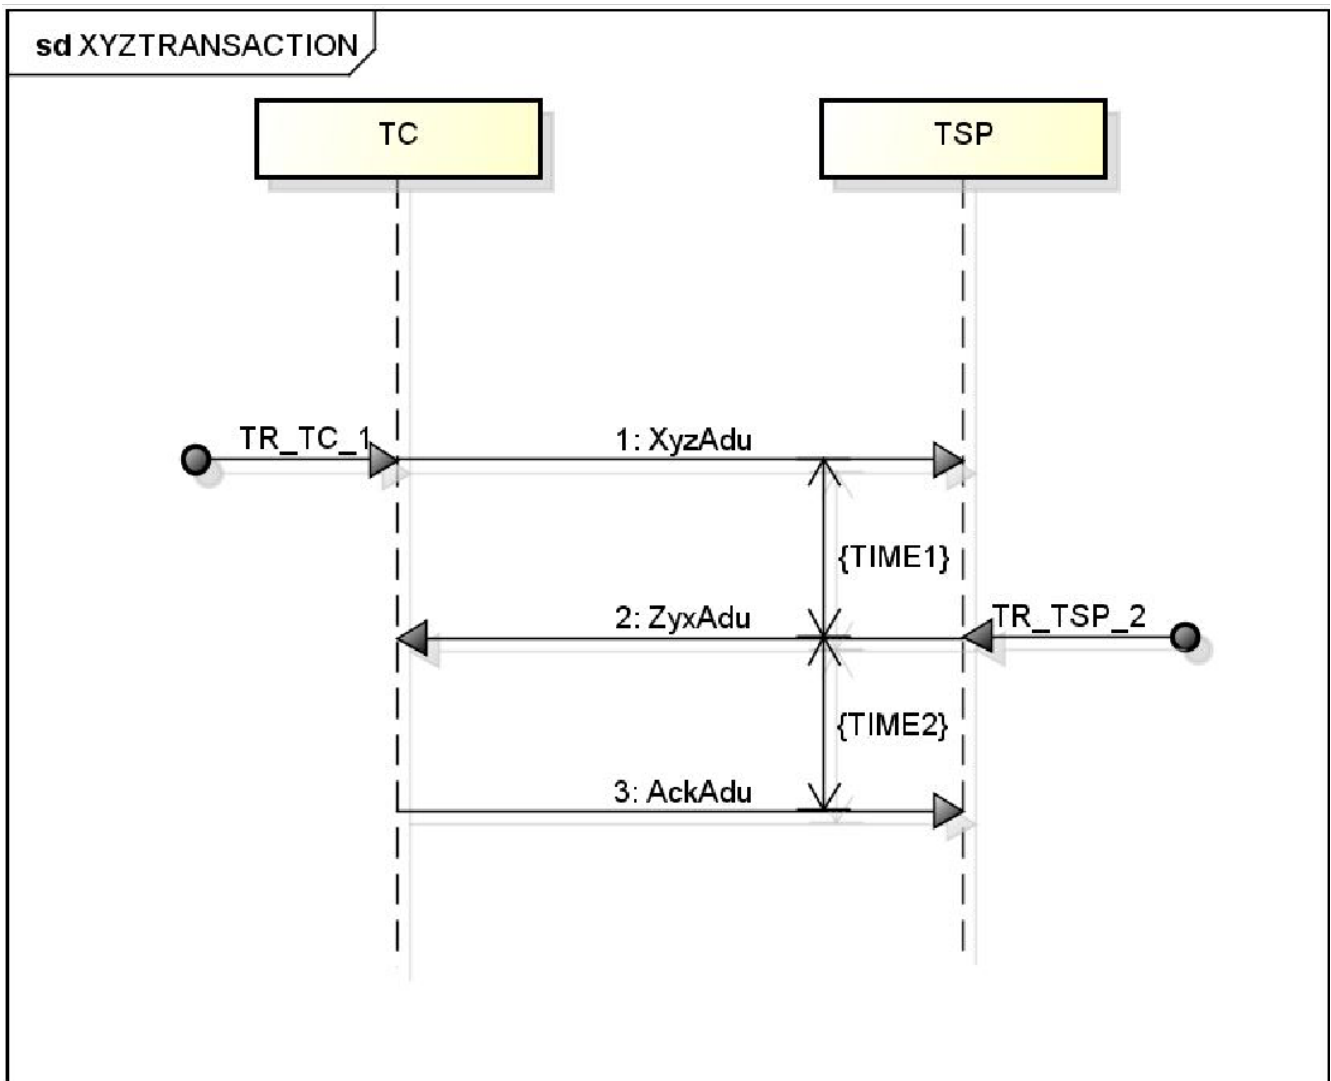 sd XYZTRANSACTION
TC
TSP
TR_TC_1
1: XyzAdu
{TIME1}
2: ZyxAdu
TR_TSP_2
{TIME2}
3: AckAdu